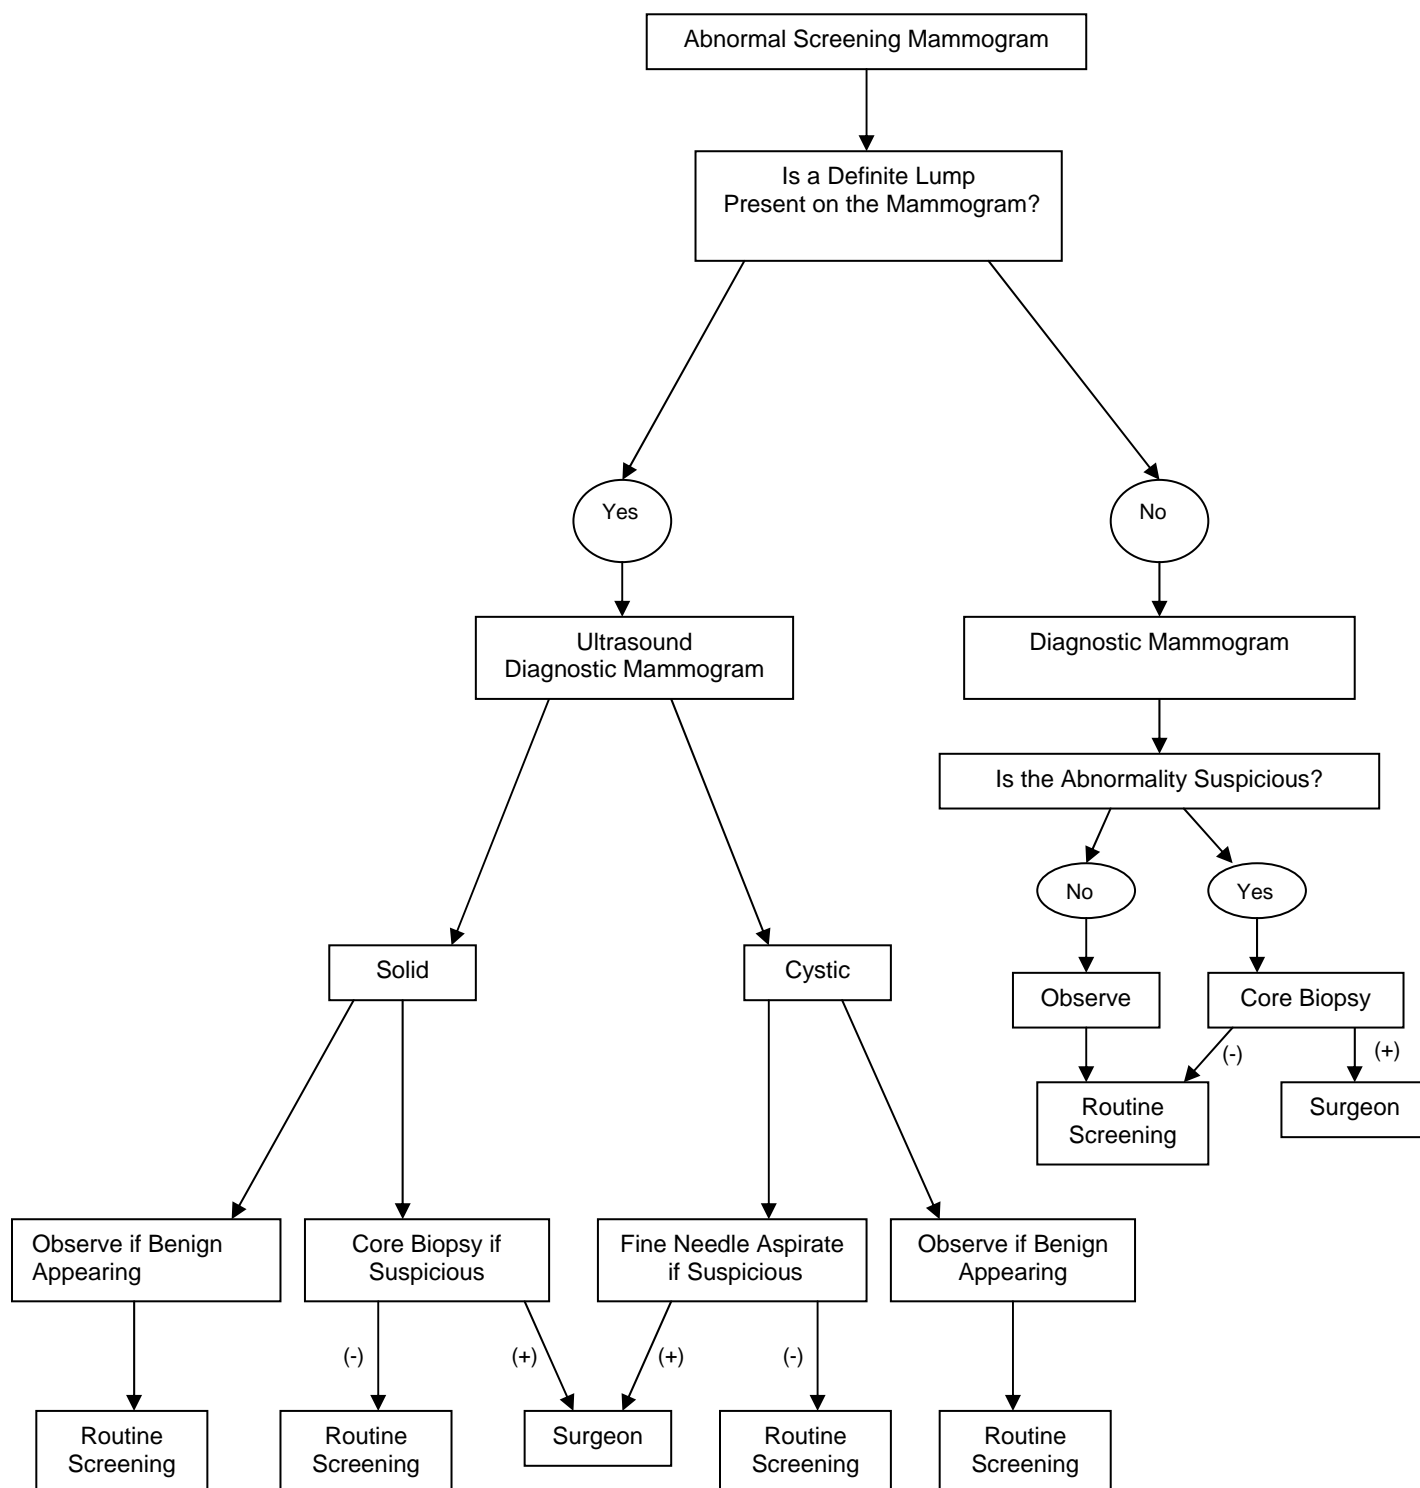 Abnormal Screening Mammogram
Is a Definite Lump
Present on the Mammogram?
Yes
No
Ultrasound
Diagnostic Mammogram
Diagnostic Mammogram
Is the Abnormality Suspicious?
No
Yes
Solid
Cystic
Observe
Core Biopsy
(-)
(+)
Routine
Screening
Surgeon
Observe if Benign
Appearing
Core Biopsy if
Suspicious
Fine Needle Aspirate
if Suspicious
Observe if Benign
Appearing
(-)
(+)
(+)
(-)
Routine
Screening
Routine
Screening
Surgeon
Routine
Screening
Routine
Screening